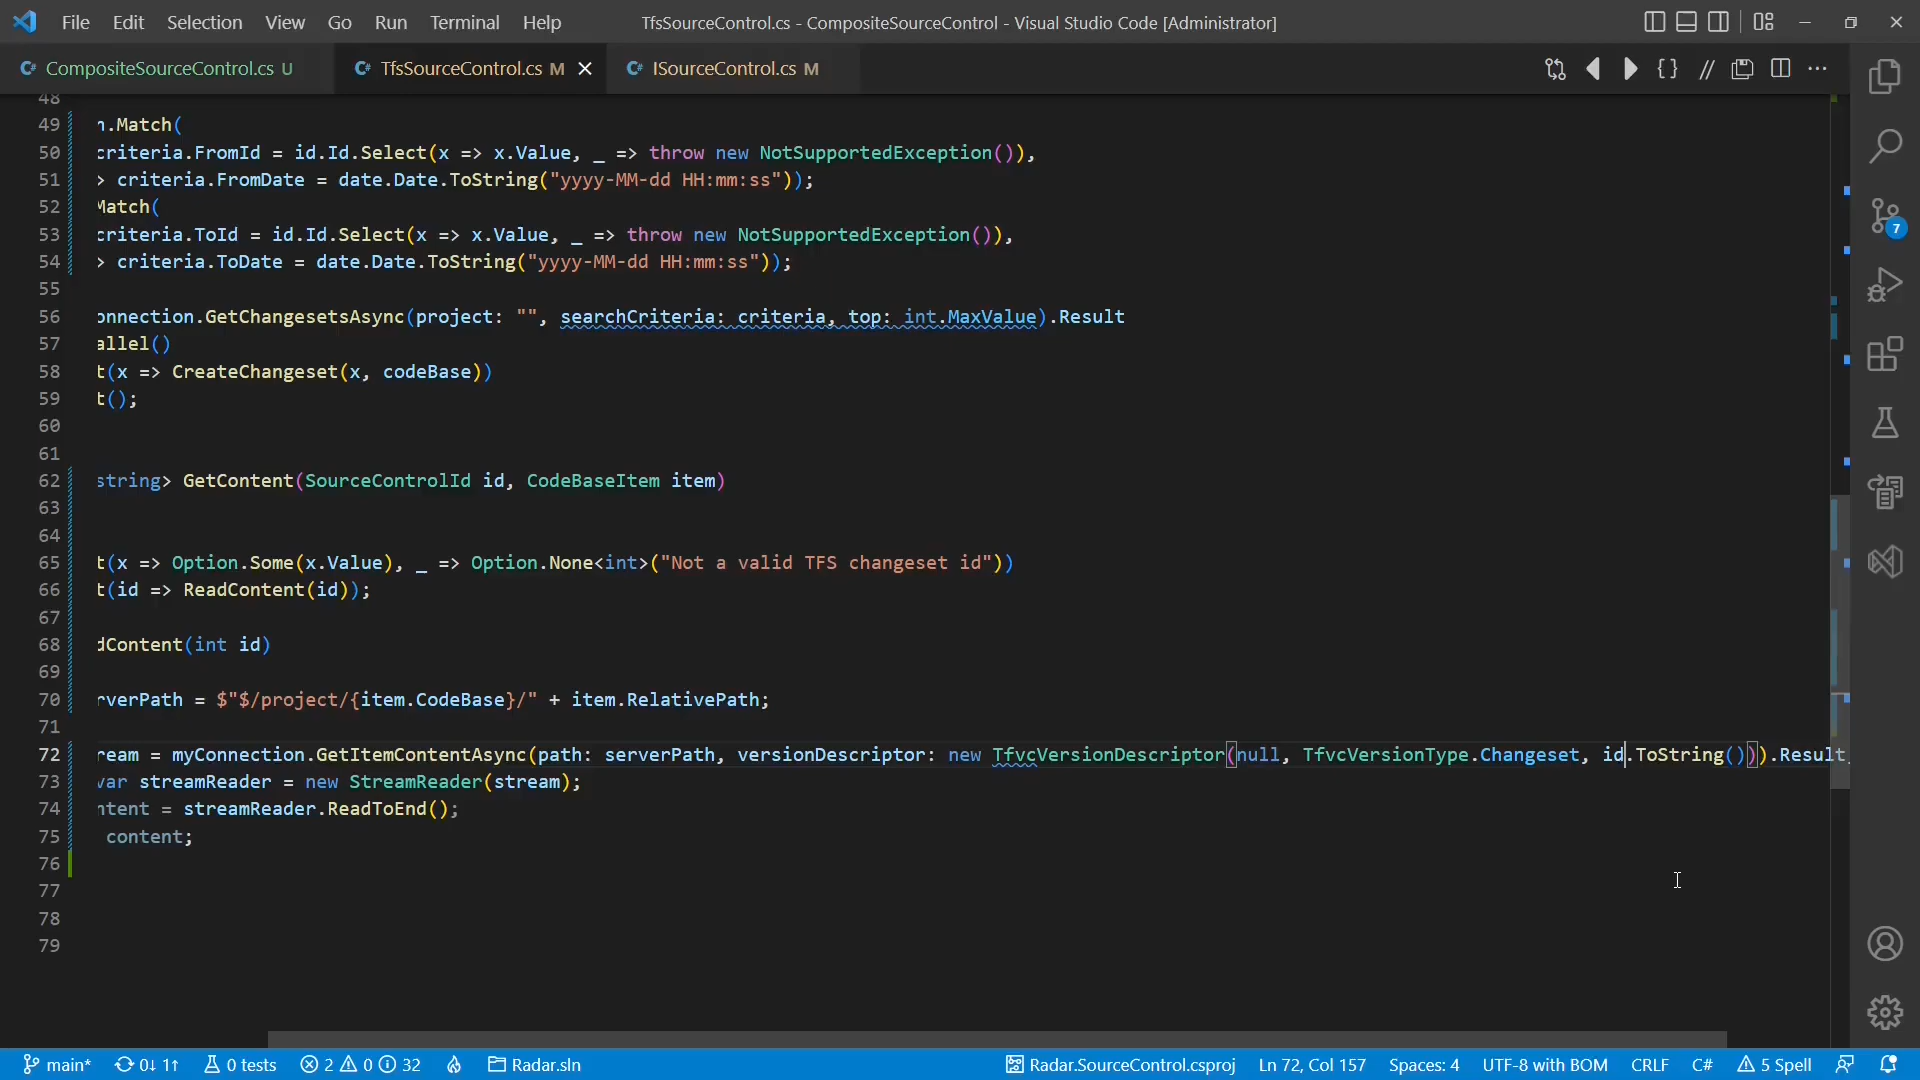 File Edit Selection View Go Run Terminal Help TfsSourceControl.cs - CompositeSourceControl - Visual Studio Code [Administrator]
C# CompositeSourceControl.cs U C# TfsSourceControl.cs M C# ISourceControl.cs M
48
49 n.Match(
50 criteria.FromId = id.Id.Select(x => x.Value, _ => throw new NotSupportedException()),
51 > criteria.FromDate = date.Date.ToString("yyyy-MM-dd HH:mm:ss"));
52 Match(
53 criteria.ToId = id.Id.Select(x => x.Value, _ => throw new NotSupportedException()),
54 > criteria.ToDate = date.Date.ToString("yyyy-MM-dd HH:mm:ss"));
55
56 onnection.GetChangesetsAsync(project: "", searchCriteria: criteria, top: int.MaxValue).Result
57 allel()
58 t(x => CreateChangeset(x, codeBase))
59 t();
60
61
62 string> GetContent(SourceControlId id, CodeBaseItem item)
63
64
65 t(x => Option.Some(x.Value), _ => Option.None<int>("Not a valid TFS changeset id"))
66 t(id => ReadContent(id));
67
68 dContent(int id)
69
70 rverPath = $"$/project/{item.CodeBase}/" + item.RelativePath;
71
72 ream = myConnection.GetItemContentAsync(path: serverPath, versionDescriptor: new TfvcVersionDescriptor(null, TfvcVersionType.Changeset, id.ToString())).Result
73 var streamReader = new StreamReader(stream);
74 ntent = streamReader.ReadToEnd();
75 content;
76
77
78
79
7
main* 0↓ 1↑ 0 tests 2 0 32 Radar.sln Radar.SourceControl.csproj Ln 72, Col 157 Spaces: 4 UTF-8 with BOM CRLF C# 5 Spell